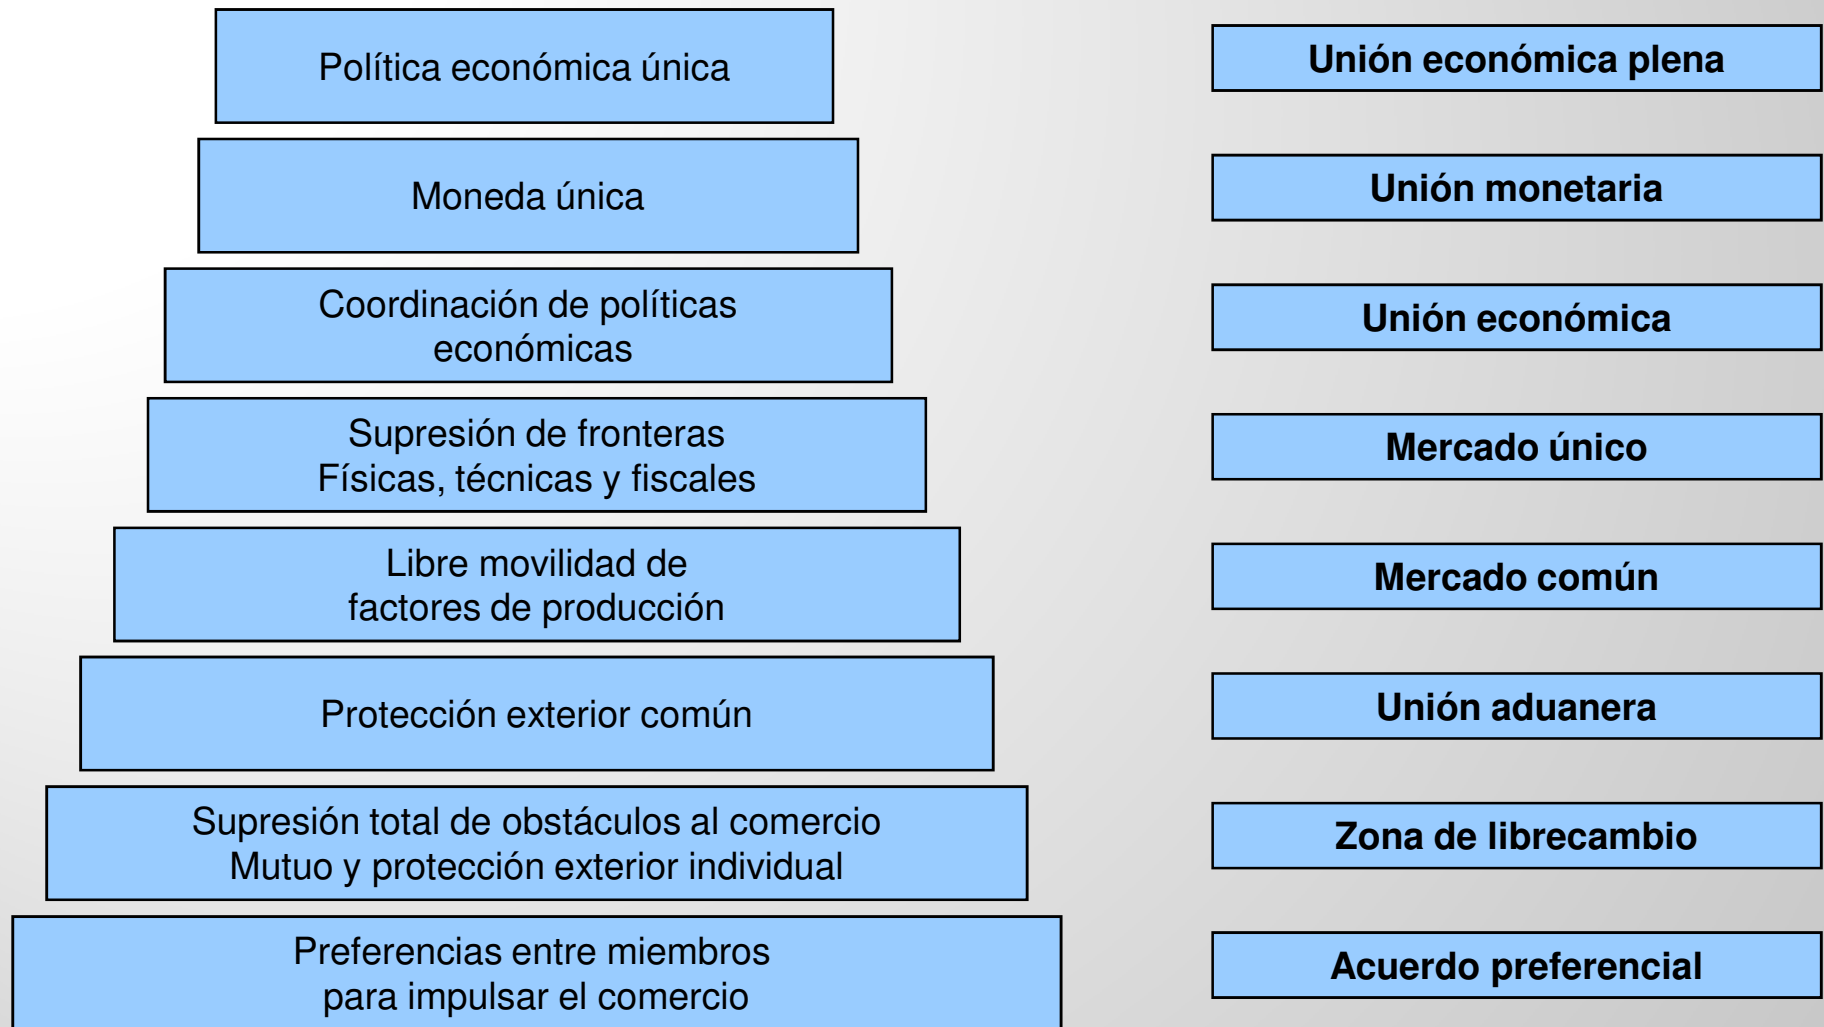 Política económica única
Unión económica plena
Moneda única
Unión monetaria
Coordinación de políticas
económicas
Unión económica
Supresión de fronteras
Físicas, técnicas y fiscales
Mercado único
Libre movilidad de
factores de producción
Mercado común
Protección exterior común
Unión aduanera
Supresión total de obstáculos al comercio
Mutuo y protección exterior individual
Zona de librecambio
Preferencias entre miembros
para impulsar el comercio
Acuerdo preferencial